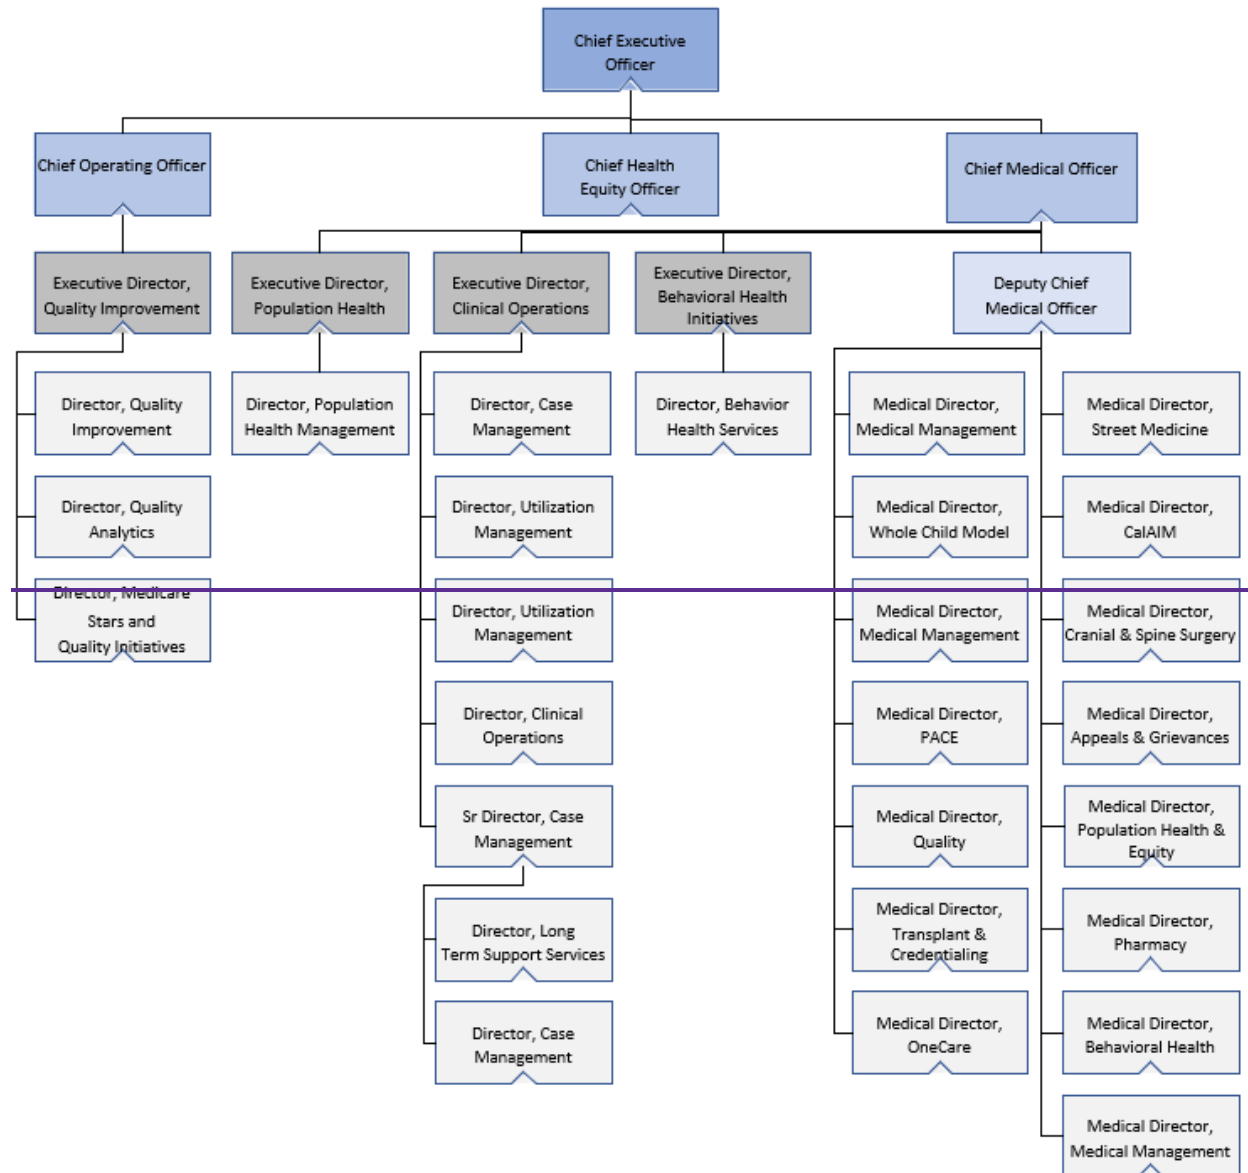 Chief Executive
Officer
Chief Operating Officer
Chief Health
Equity Officer
Chief Medical Officer
Executive Director,
Quality Improvement
Executive Director,
Population Health
Executive Director,
Clinical Operations
Executive Director,
Behavioral Health
Initiatives
Deputy Chief
Medical Officer
Director, Quality
Improvement
Director, Population
Health Management
Director, Case
Management
Director, Behavior
Health Services
Medical Director,
Medical Management
Medical Director,
Street Medicine
Director, Quality
Analytics
Director, Utilization
Management
Medical Director,
Whole Child Model
Medical Director,
CalAIM
Director, Medicare
Stars and
Quality Initiatives
Director, Utilization
Management
Medical Director,
Medical Management
Medical Director,
Cranial & Spine Surgery
Director, Clinical
Operations
Medical Director,
PACE
Medical Director,
Appeals & Grievances
Sr Director, Case
Management
Medical Director,
Quality
Medical Director,
Population Health &
Equity
Director, Long
Term Support Services
Medical Director,
Transplant &
Credentialing
Medical Director,
Pharmacy
Director, Case
Management
Medical Director,
OneCare
Medical Director,
Behavioral Health
Medical Director,
Medical Management